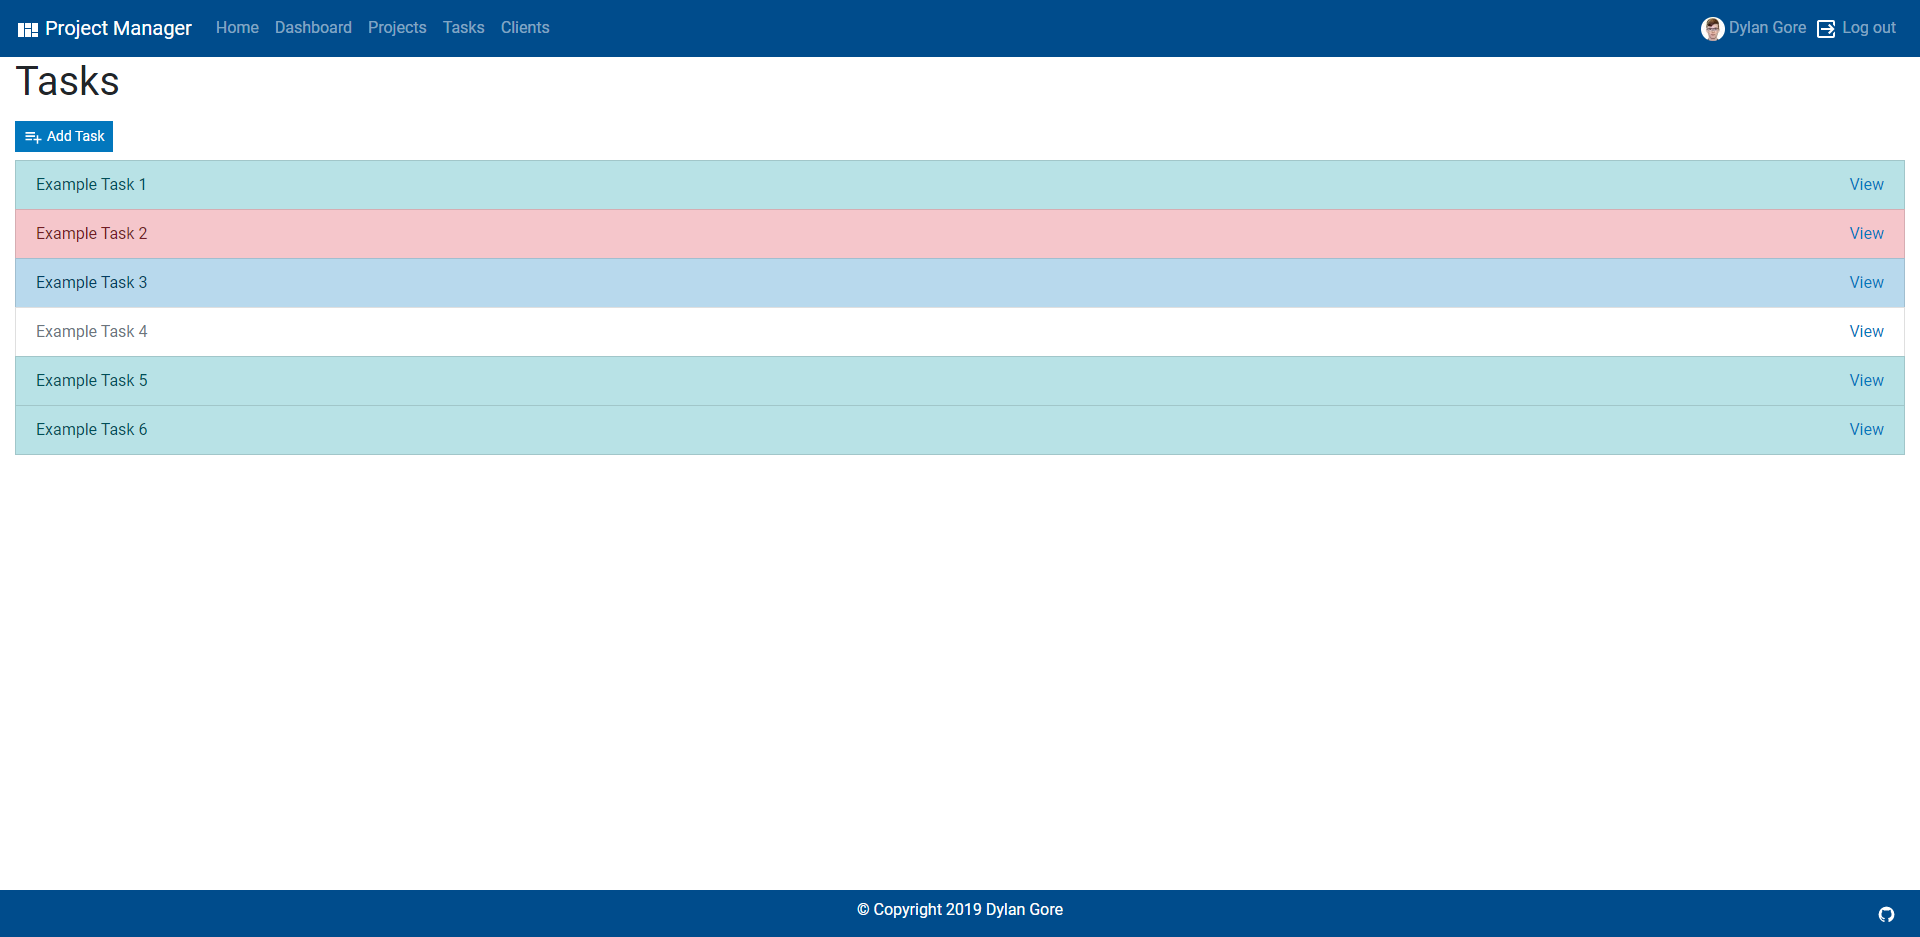 Project Manager Home Dashboard Projects Tasks Clients Dylan Gore Log out
Tasks
Add Task
Example Task 1 View
Example Task 2 View
Example Task 3 View
Example Task 4 View
Example Task 5 View
Example Task 6 View
© Copyright 2019 Dylan Gore